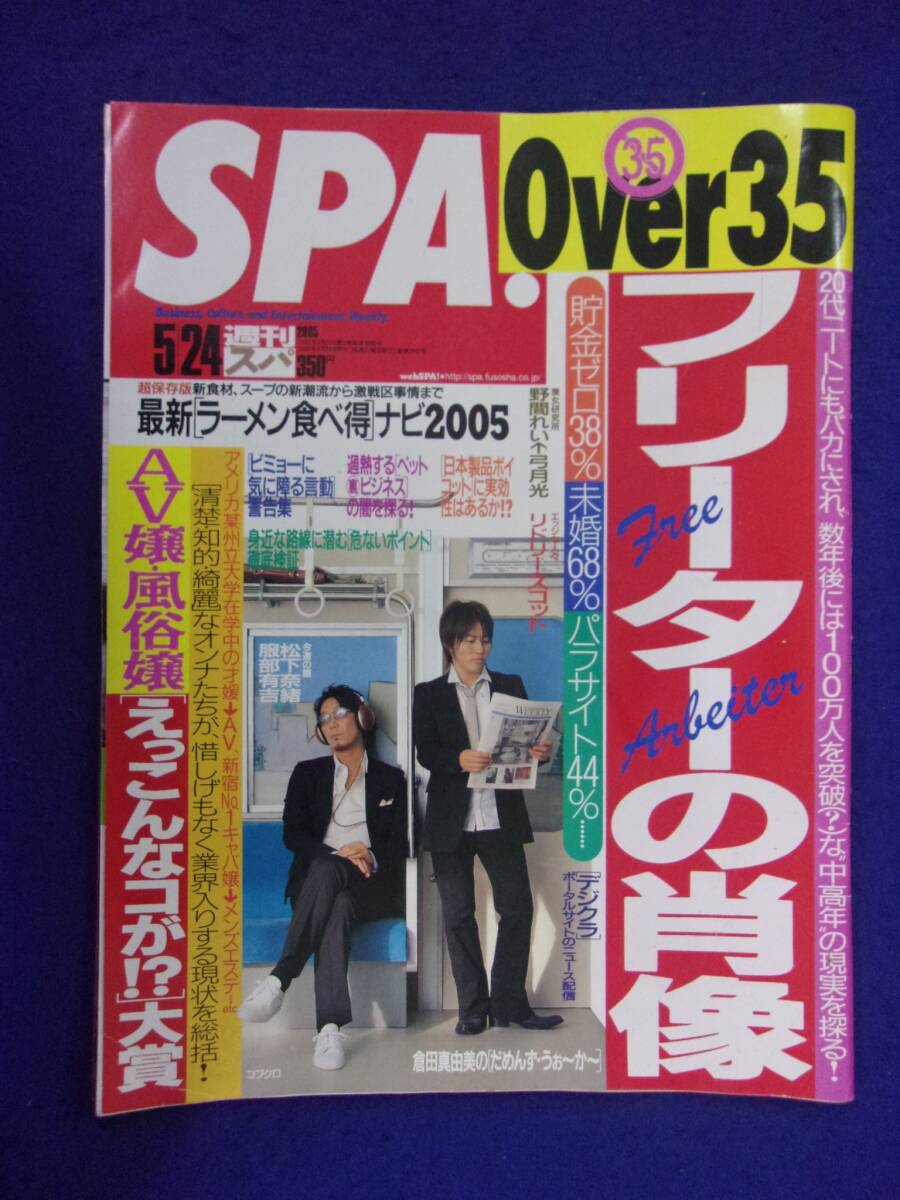 SPA!
Over35
35
Business, Culture and Entertainment Weekly.
5/24
週刊スパ
2005
350円
webSPA!●http://spa.fusosha.co.jp/
フリーターの肖像
Free
Arbeiter
20代ニートにもバカにされ、数年後には100万人を突破(?)な“中高年”の現実を探る!
貯金ゼロ38%
未婚68%
パラサイト44%……
超保存版 新食材、スープの新潮流から激戦区事情まで
最新[ラーメン食べ得]ナビ2005
美女研究所
野間れい↑弓月光
[ビミョーに
気に障る言動]
警告集
過熱する[ペット
裏ビジネス]
の闇を探る!
[日本製品ボイ
コットに実効
性はあるか!?
身近な路線に潜む[危ないポイント]
徹底検証
リドリー・スコット
今週の顔
松下奈緒
服部有吉
AV嬢・風俗嬢
[えっこんなコが!?]大賞
[清楚・知的・綺麗]なオンナたちが、惜しげもなく業界入りする現状を総括!
アメリカ某州立大学在学中の才媛→AV、新宿No.1キャバ嬢→メンズエステ…etc
WEEKLY
[デジクラ]
ポータルサイトのニュース配信
倉田真由美の[だめんず・うぉ〜か〜]
コブクロ